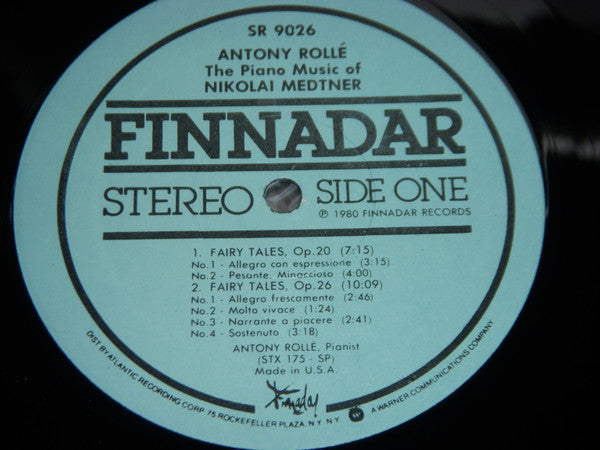 SR 9026
ANTONY ROLLÉ
The Piano Music of
NIKOLAI MEDTNER
FINNADAR
STEREO SIDE ONE
℗ 1980 FINNADAR RECORDS
1. FAIRY TALES, Op.20 (7:15)
No.1 - Allegro con espressione (3:15)
No.2 - Pesante, Minaccioso (4:00)
2. FAIRY TALES, Op.26 (10:09)
No.1 - Allegro frescamente (2:46)
No.2 - Molto vivace (1:24)
No.3 - Narrante a piacere (2:41)
No.4 - Sostenuto (3:18)
ANTONY ROLLÉ, Pianist
(STX 175 - SP)
Made in U.S.A.
Finnadar
DIST BY ATLANTIC RECORDING CORP. 75 ROCKEFELLER PLAZA. N.Y. N.Y. A WARNER COMMUNICATIONS COMPANY